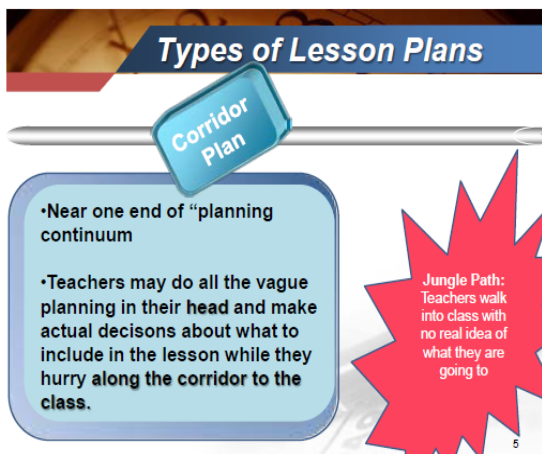 Types of Lesson Plans
Corridor
Plan
•Near one end of “planning
continuum
•Teachers may do all the vague
planning in their head and make
actual decisons about what to
include in the lesson while they
hurry along the corridor to the
class.
Jungle Path:
Teachers walk
into class with
no real idea of
what they are
going to
5